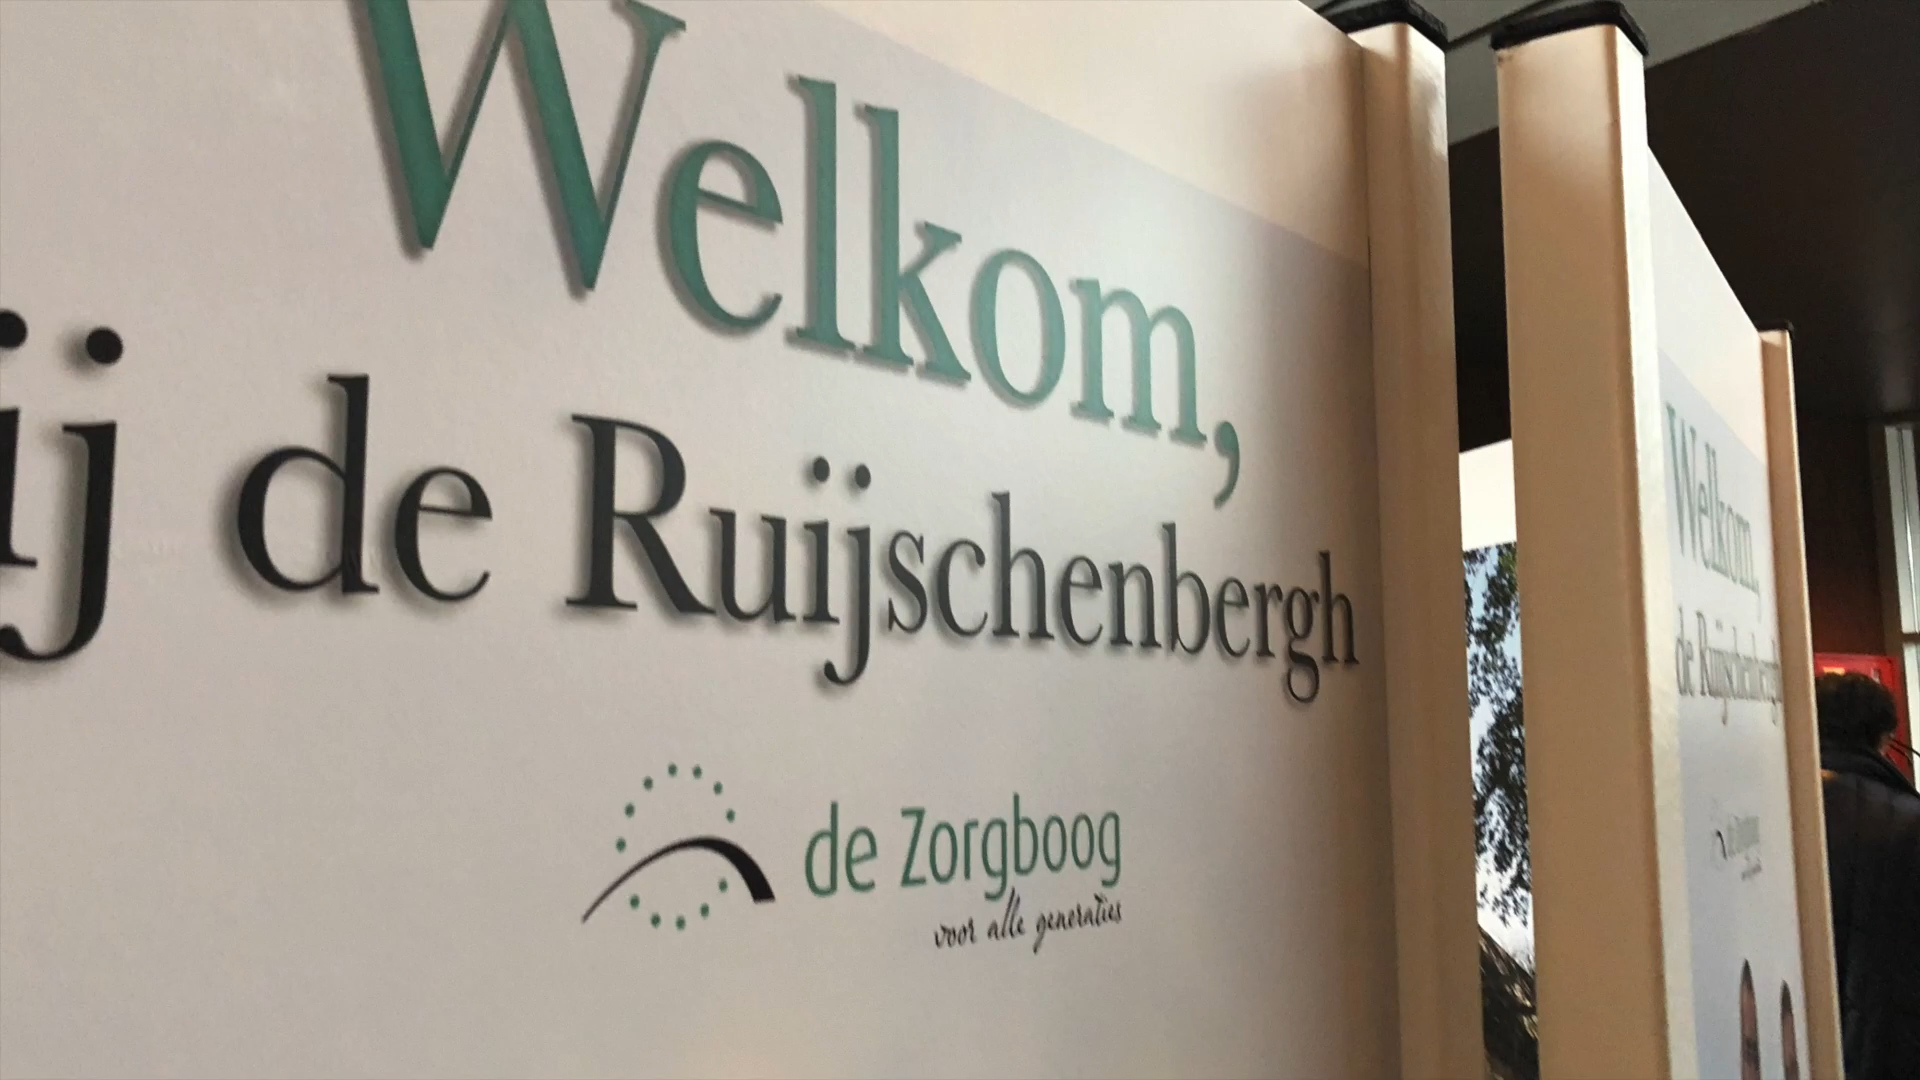 Welkom,
ij de Ruijschenbergh
de Zorgboog
voor alle generaties
Welkom,
de Ruijschenbergh